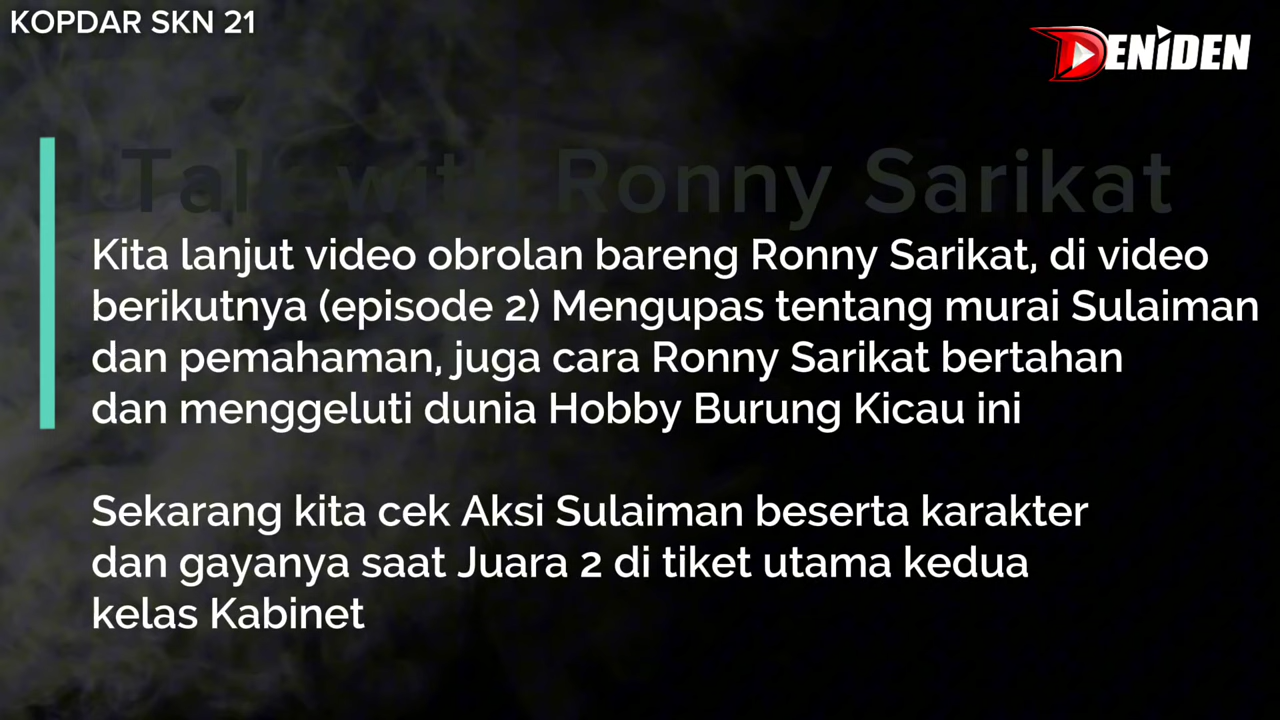 KOPDAR SKN 21
DENIDEN
Talk with Ronny Sarikat
Kita lanjut video obrolan bareng Ronny Sarikat, di video
berikutnya (episode 2) Mengupas tentang murai Sulaiman
dan pemahaman, juga cara Ronny Sarikat bertahan
dan menggeluti dunia Hobby Burung Kicau ini
Sekarang kita cek Aksi Sulaiman beserta karakter
dan gayanya saat Juara 2 di tiket utama kedua
kelas Kabinet